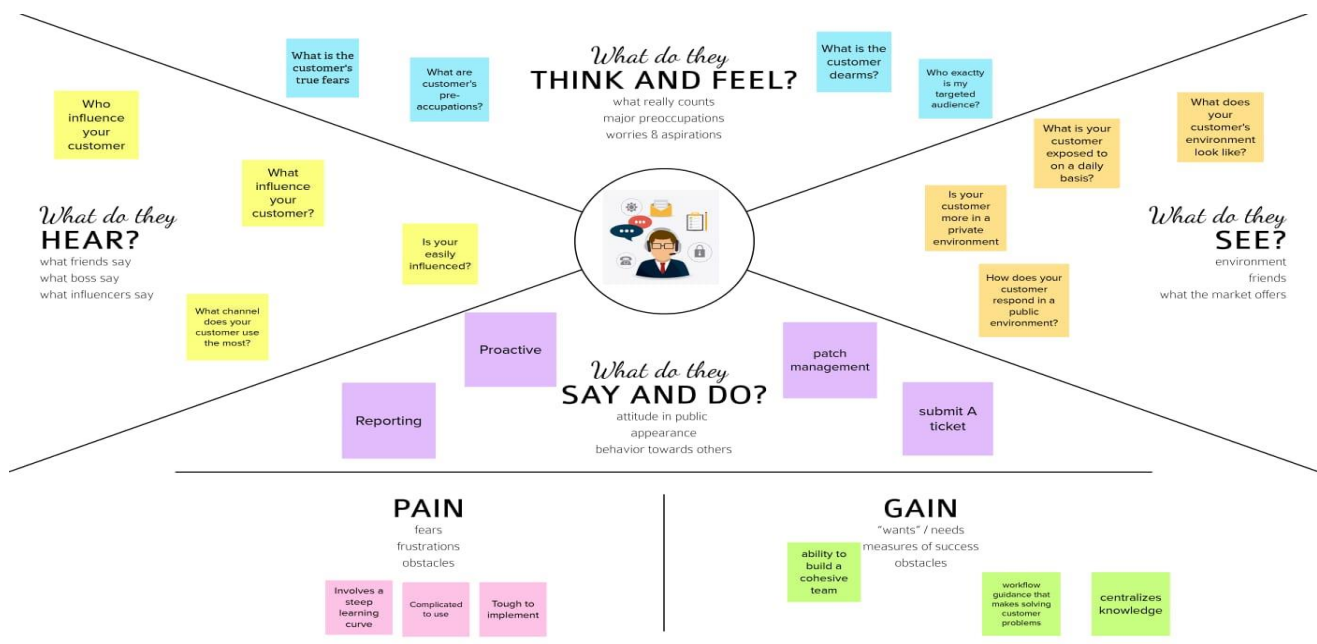 What do they
THINK AND FEEL?
what really counts
major preoccupations
worries & aspirations
What is the
customer's
true fears
What are
customer's
pre-
accupations?
What is the
customer
dearms?
Who exactty
is my
targeted
audience?
What do they
HEAR?
what friends say
what boss say
what influencers say
Who
influence
your
customer
What
influence
your
customer?
Is your
easily
influenced?
What channel
does your
customer use
the most?
What do they
SEE?
environment
friends
what the market offers
What does
your
customer's
environment
look like?
What is your
customer
exposed to
on a daily
basis?
Is your
customer
more in a
private
environment
How does your
customer
respond in a
public
environment?
What do they
SAY AND DO?
attitude in public
appearance
behavior towards others
Proactive
Reporting
patch
management
submit A
ticket
PAIN
fears
frustrations
obstacles
Involves a
steep
learning
curve
Complicated
to use
Tough to
implement
GAIN
"wants" / needs
measures of success
obstacles
ability to
build a
cohesive
team
workflow
guidance that
makes solving
customer
problems
centralizes
knowledge